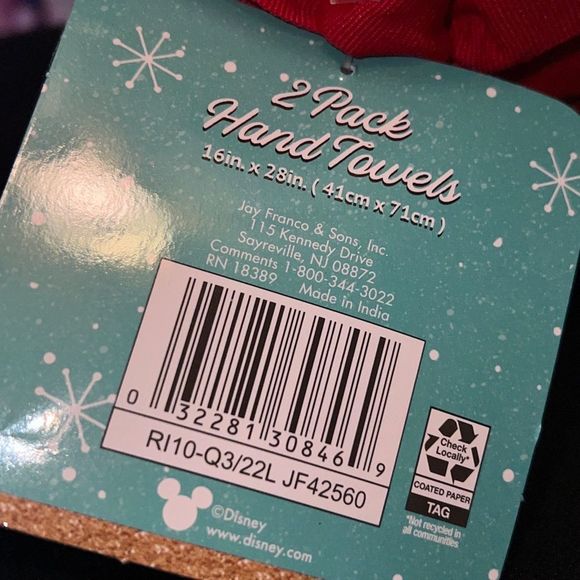 2 Pack
Hand Towels
16in. x 28in. ( 41cm x 71cm )
Jay Franco & Sons, Inc.
115 Kennedy Drive
Sayreville, NJ 08872
Comments 1-800-344-3022
RN 18389 Made in India
0 32281 30846 9
RI10-Q3/22L JF42560
Check
Locally*
COATED PAPER
TAG
*Not recycled in
all communities
©Disney
www.disney.com